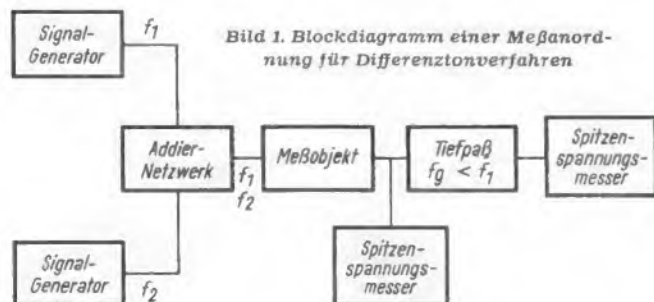 Signal-
Generator
f1
Bild 1. Blockdiagramm einer Meßanord-
nung für Differenztonverfahren
Addier-
Netzwerk
f1
f2
Meßobjekt
Tiefpaß
fg < f1
Spitzen-
spannungs-
messer
Spitzen-
spannungs-
messer
Signal-
Generator
f2